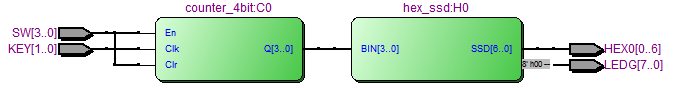 counter_4bit:C0
hex_ssd:H0
SW[3..0]
En
KEY[1..0]
Clk
Q[3..0]
BIN[3..0]
SSD[6..0]
HEX0[0..6]
Clr
8' h00
LEDG[7..0]